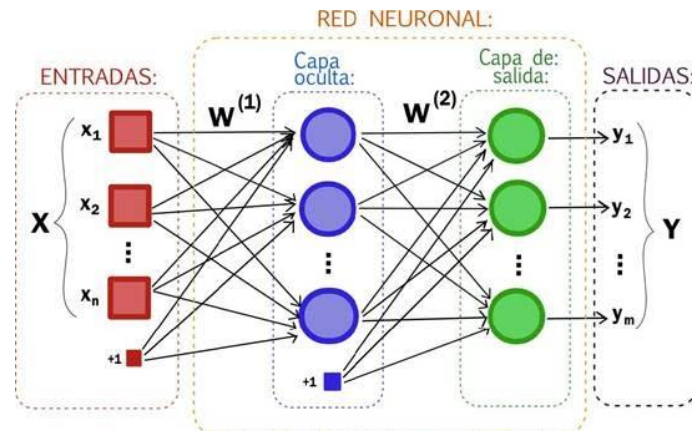 RED NEURONAL:
ENTRADAS:
Capa
oculta:
Capa de:
salida:
SALIDAS:
W(1)
W(2)
x1
x2
xn
+1
X
+1
y1
y2
ym
Y